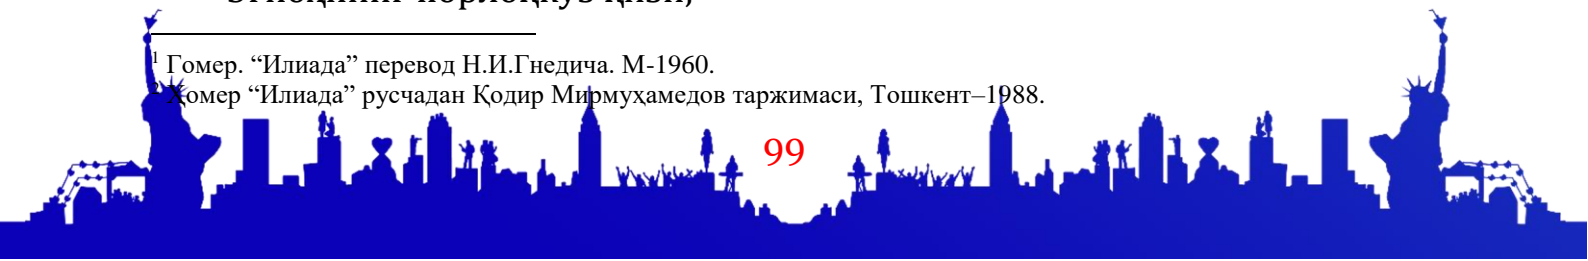 ¹ Гомер. “Илиада” перевод Н.И.Гнедича. М-1960.
² Ҳомер “Илиада” русчадан Қодир Мирмуҳамедов таржимаси, Тошкент–1988.
99